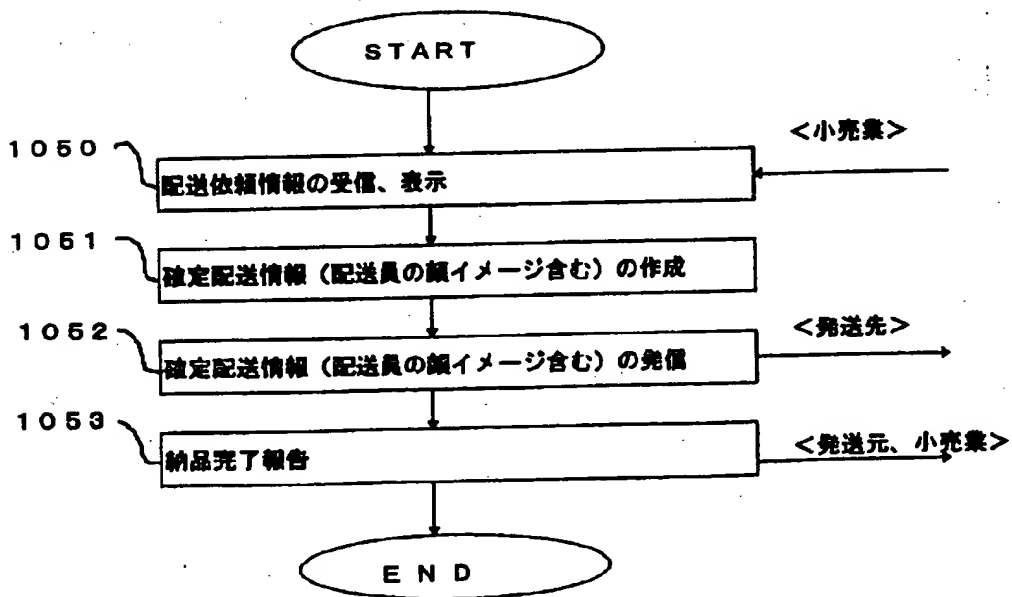 ＳＴＡＲＴ
＜小売業＞
１０５０
配送依頼情報の受信、表示
１０５１
確定配送情報（配送員の顔イメージ含む）の作成
１０５２
＜発送先＞
確定配送情報（配送員の顔イメージ含む）の発信
１０５３
＜発送元、小売業＞
納品完了報告
ＥＮＤ